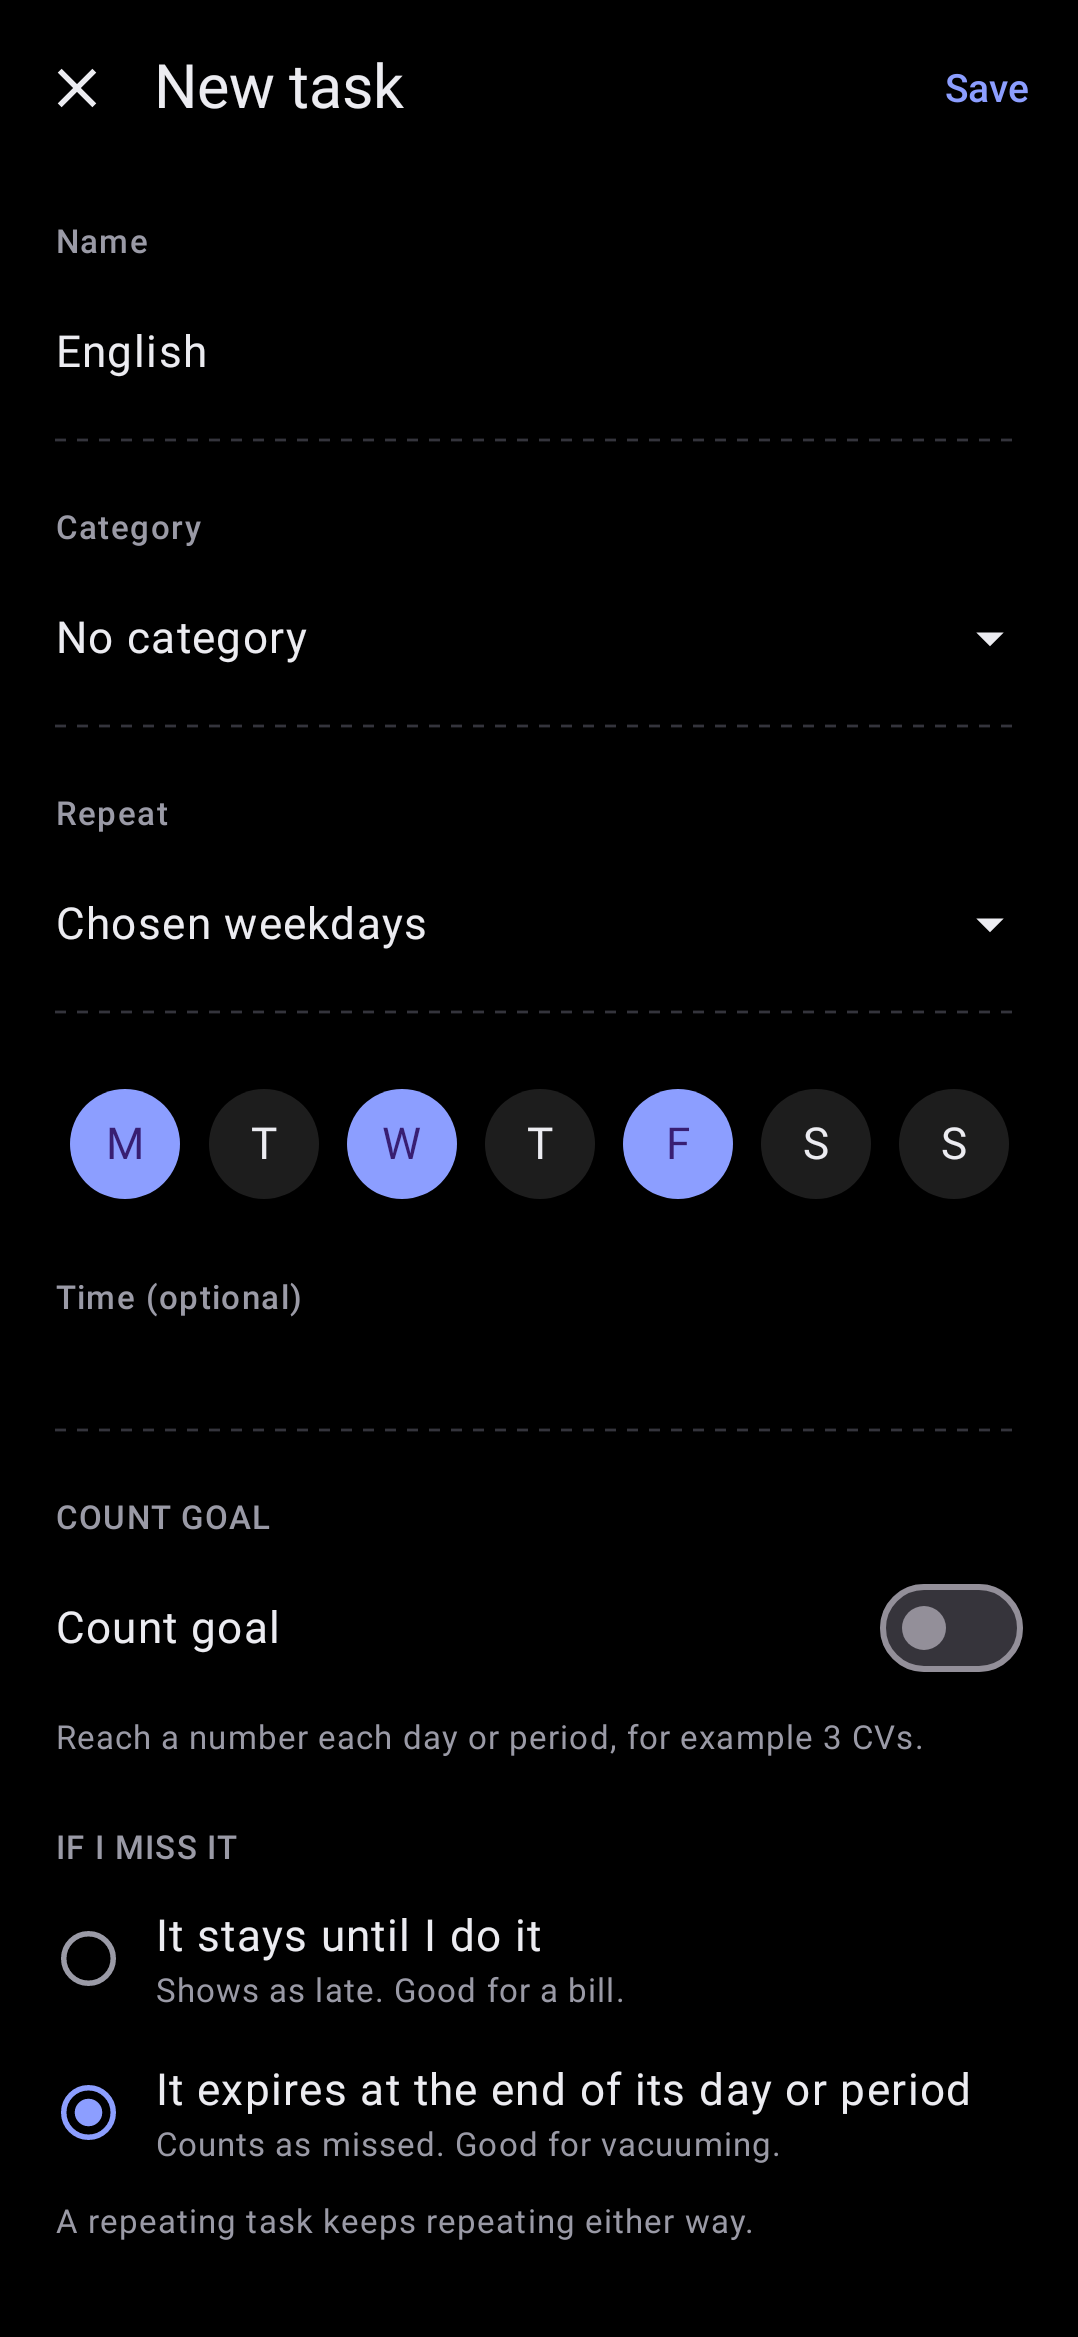 New task
Save
Name
English
Category
No category
Repeat
Chosen weekdays
M T W T F S S
Time (optional)
COUNT GOAL
Count goal
Reach a number each day or period, for example 3 CVs.
IF I MISS IT
It stays until I do it
Shows as late. Good for a bill.
It expires at the end of its day or period
Counts as missed. Good for vacuuming.
A repeating task keeps repeating either way.